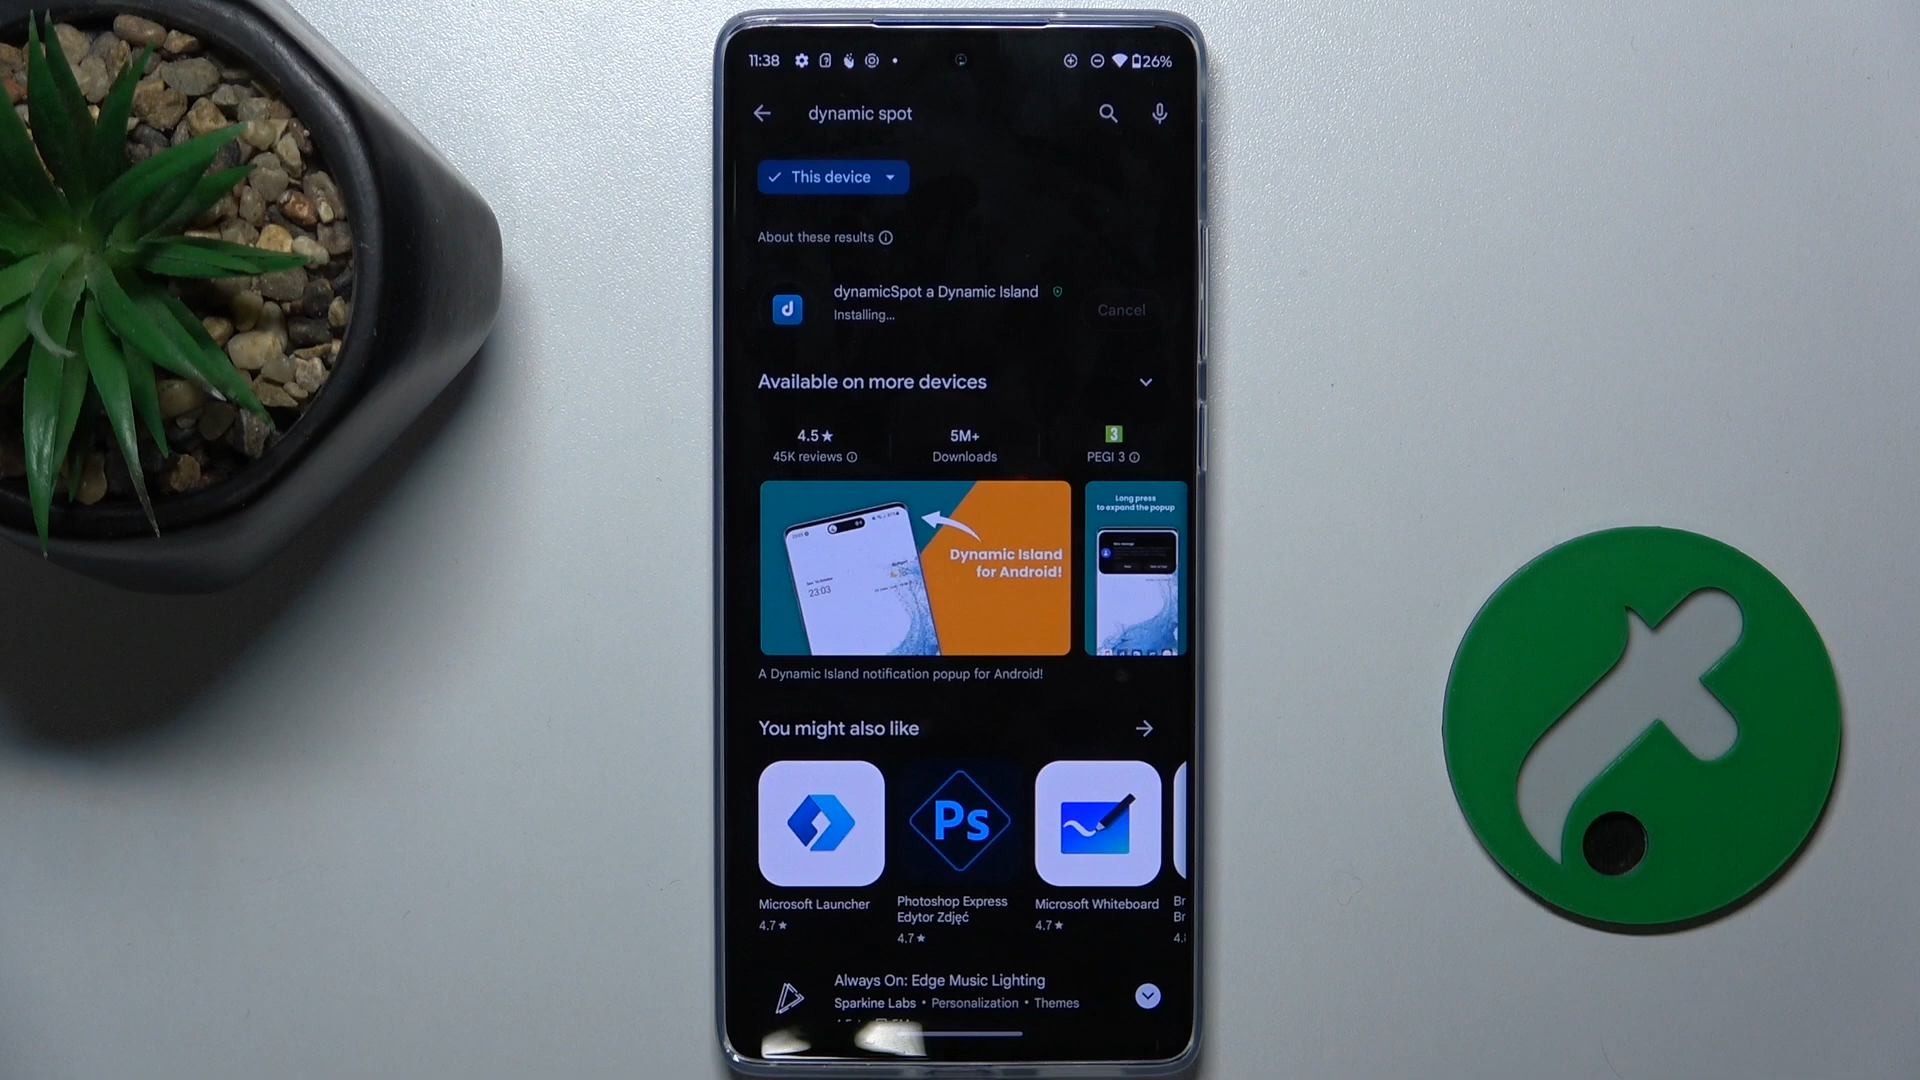 11:38
26%
dynamic spot
This device
About these results
dynamicSpot a Dynamic Island
Installing...
Cancel
Available on more devices
4.5★
45K reviews
5M+
Downloads
3
PEGI 3
Dynamic Island
for Android!
23:03
Long press
to expand the popup
A Dynamic Island notification popup for Android!
You might also like
Ps
Microsoft Launcher
4.7★
Photoshop Express
Edytor Zdjęć
4.7★
Microsoft Whiteboard
4.7★
Br
Br
4.
Always On: Edge Music Lighting
Sparkine Labs • Personalization • Themes